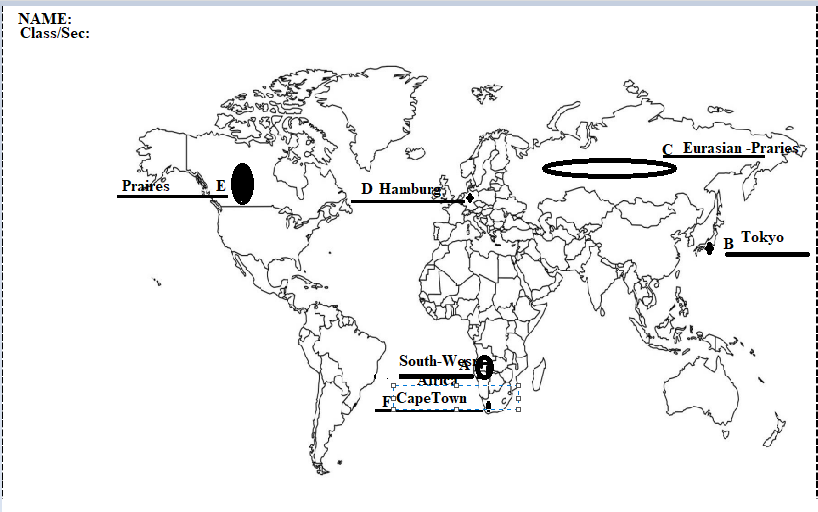 NAME:
Class/Sec:
C Eurasian -Praries
Praires E
D Hamburg
B Tokyo
South-West A
Africa
F CapeTown